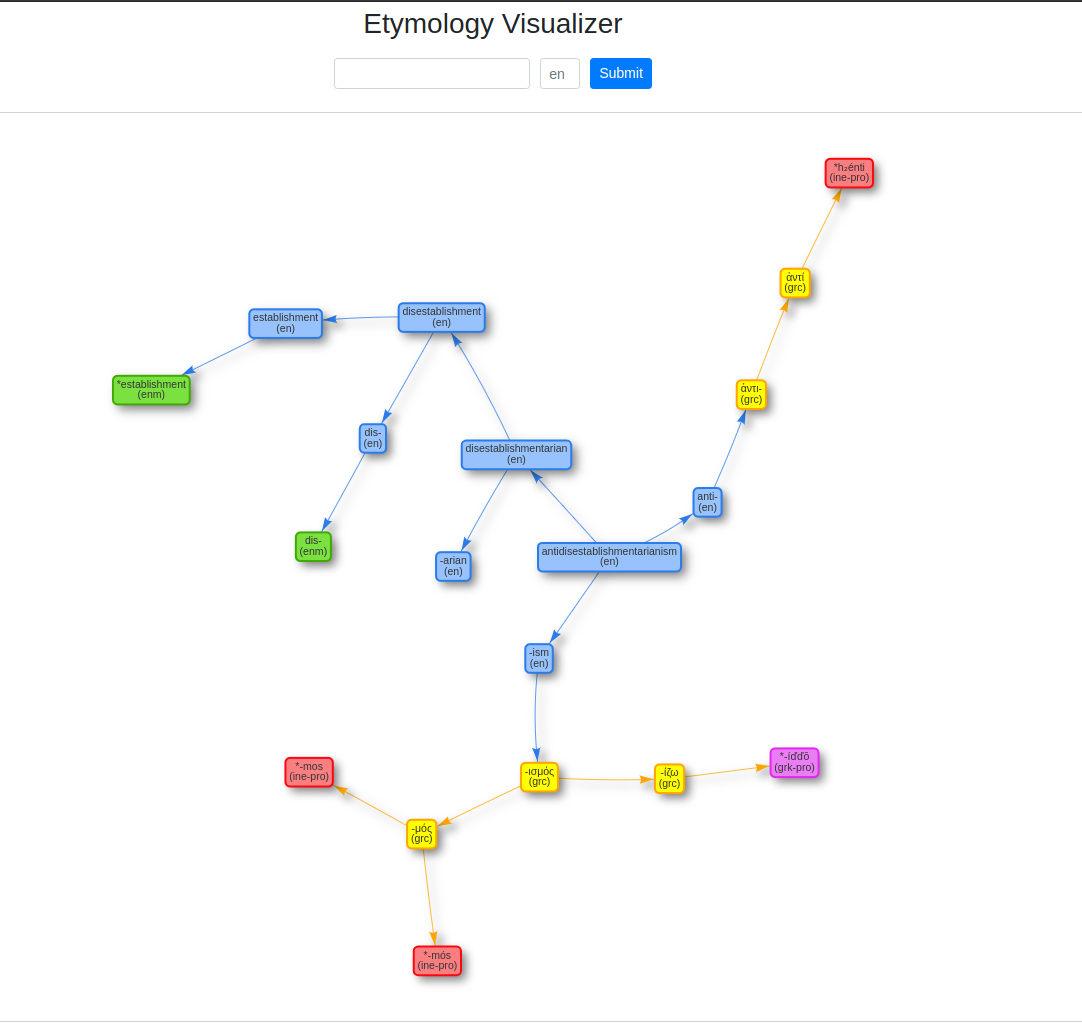 Etymology Visualizer
en
Submit
*h₂énti
(ine-pro)
ἀντί
(grc)
disestablishment
(en)
establishment
(en)
*establishment
(enm)
ἀντι-
(grc)
dis-
(en)
disestablishmentarian
(en)
anti-
(en)
dis-
(enm)
-arian
(en)
antidisestablishmentarianism
(en)
-ism
(en)
*-mos
(ine-pro)
-ισμός
(grc)
-ίζω
(grc)
*-íďďō
(grk-pro)
-μός
(grc)
*-mós
(ine-pro)